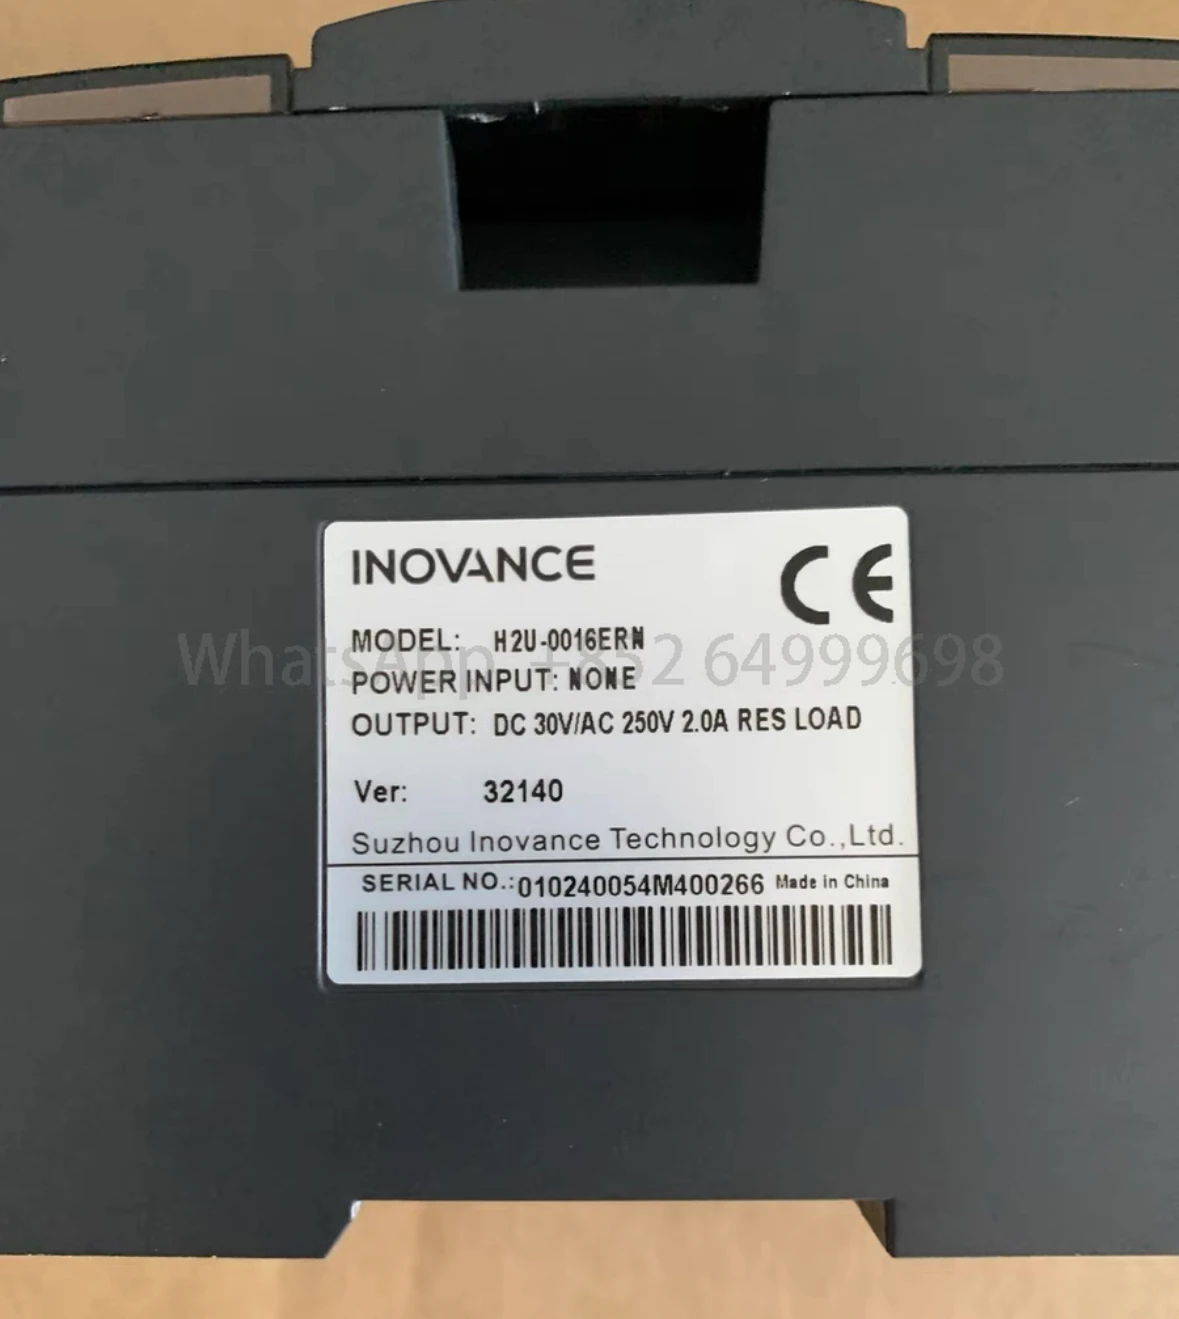 INOVANCE
CE
MODEL: H2U-0016ERN
WhatsApp +852 64999698
POWER INPUT: NONE
OUTPUT: DC 30V/AC 250V 2.0A RES LOAD
Ver: 32140
Suzhou Inovance Technology Co.,Ltd.
SERIAL NO.:010240054M400266 Made in China